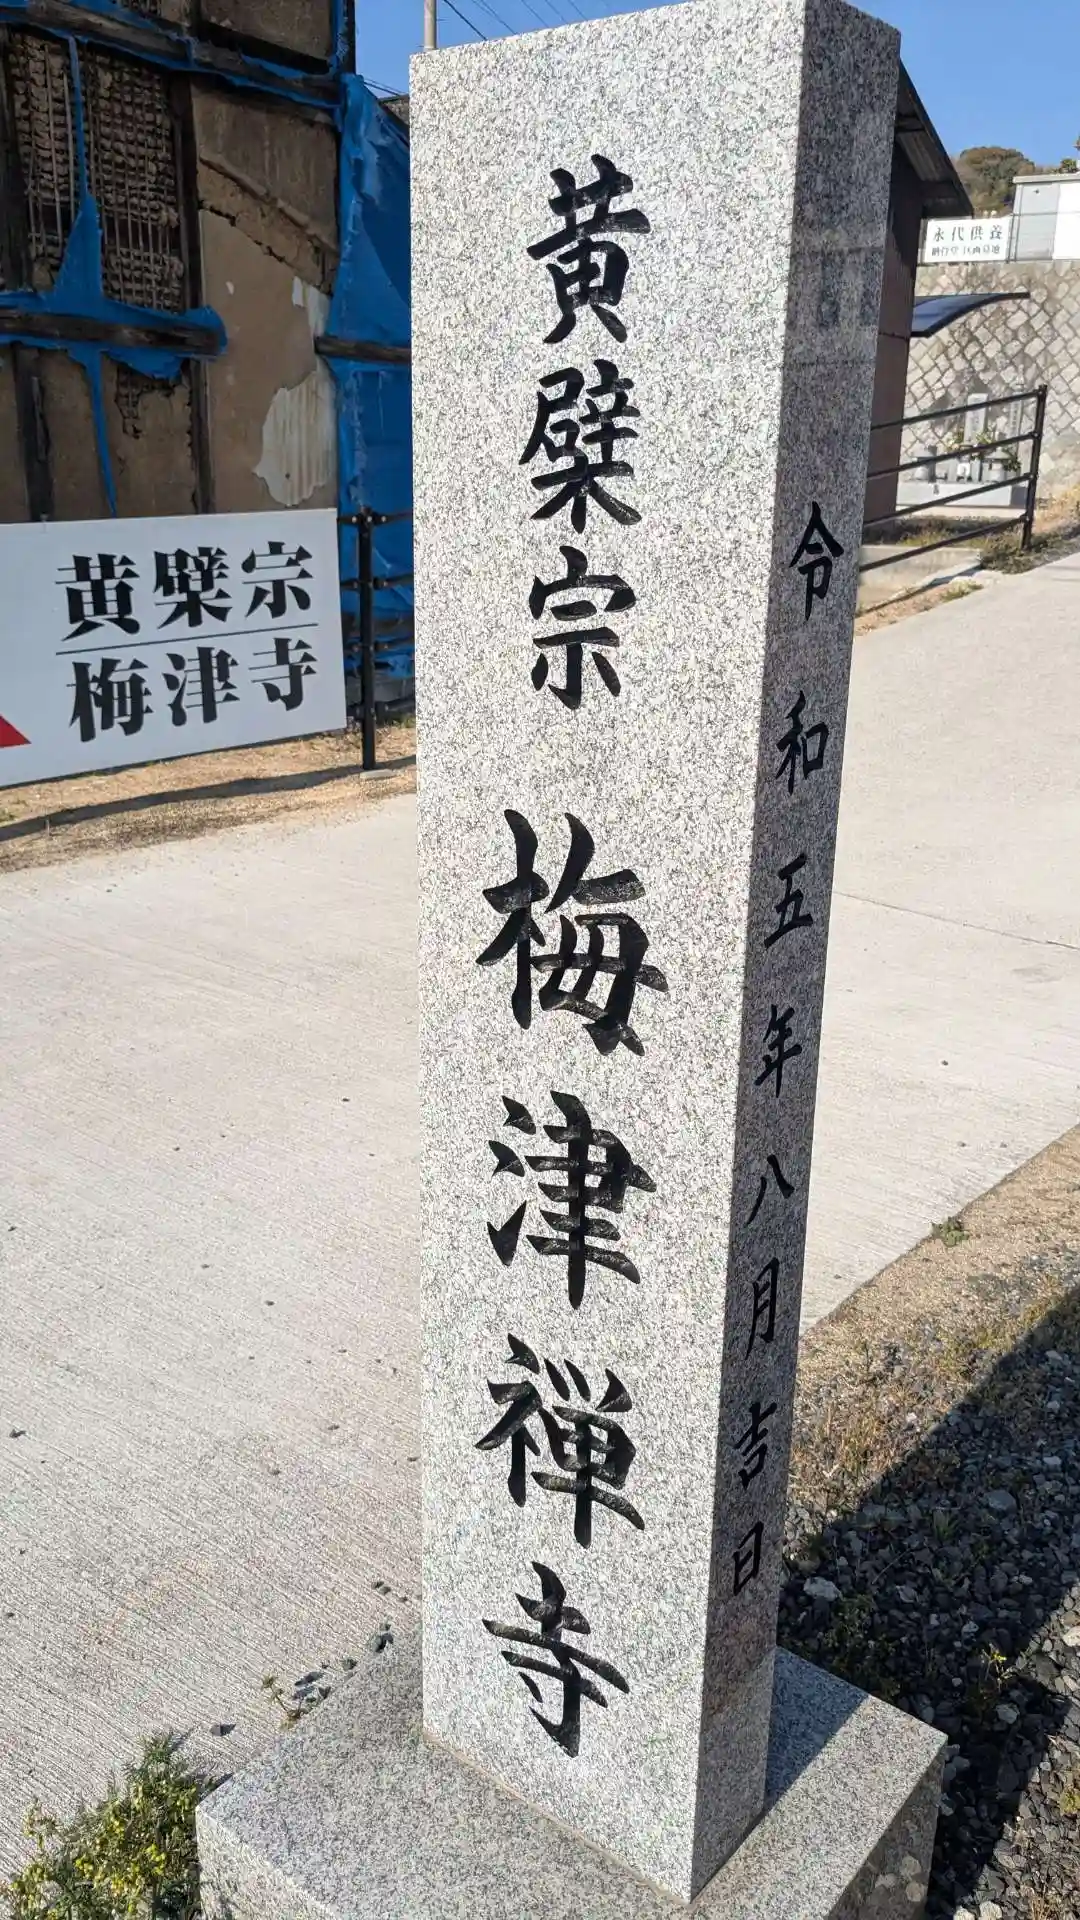 黄檗宗 梅津禅寺
令和五年八月吉日
黄檗宗
梅津寺
永代供養